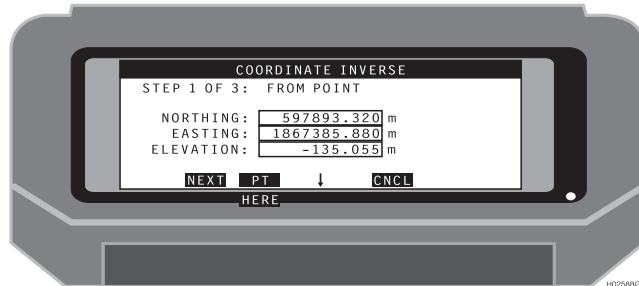 COORDINATE INVERSE
STEP 1 OF 3: FROM POINT
NORTHING: 597893.320 m
EASTING: 1867385.880 m
ELEVATION: -135.055 m
NEXT PT ↓ CNCL
HERE